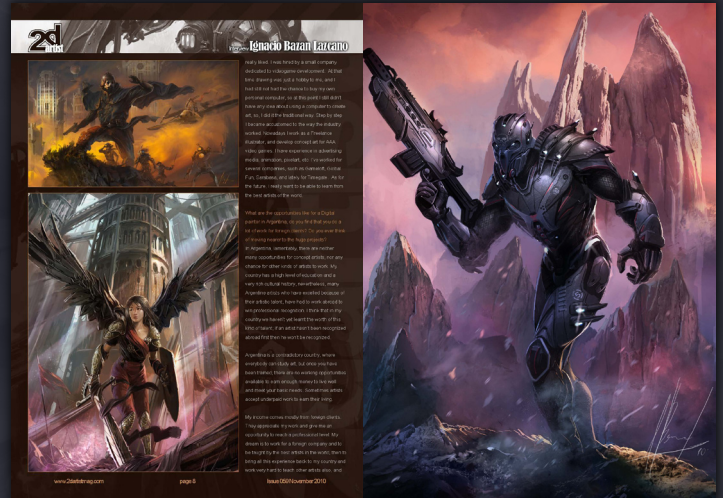 2d
artist
Interview Ignacio Bazan Lazcano
really liked. I was hired by a small company
dedicated to videogame development. At that
time drawing was just a hobby to me, and I
had still not had the chance to buy my own
personal computer, so at this point I still didn't
have any idea about using a computer to create
art, so, I did it the traditional way. Step by step
I became accustomed to the way the industry
worked. Nowadays I work as a Freelance
illustrator, and develop concept art for AAA
video games. I have experience in advertising
media, animation, pixelart, etc. I've worked for
several companies, such as Gameloft, Global
Fun, Sabarasa, and lately for Timegate. As for
the future, I really want to be able to learn from
the best artists in the world.
What are the opportunities like for a Digital
painter in Argentina, do you find that most
lot of work for foreign clients? Do you ever think
of moving nearer to the huge projects?
In Argentina, lamentably, there are neither
many opportunities for concept artists, nor any
chance for other kinds of artists to work. My
country has a high level of education and a
very rich cultural history, nevertheless, many
Argentine artists who have excelled because of
their artistic talent, have had to work abroad to
win professional recognition. I think that in my
country we haven't yet learnt the worth of this
kind of talent; if an artist hasn't been recognized
abroad first then he won't be recognized.
Argentina is a contradictory country, where
everybody can study art, but once you have
been trained, there are no working opportunities
available to earn enough money to live well
and cover your basic needs. Sometimes artists
accept underpaid work to earn their living.
My income comes mostly from foreign clients.
They appreciate my work and give me an
opportunity to reach a professional level. My
dream is to work for a foreign company and to
be taught by the best artists in the world, then to
bring all this experience back to my country and
work very hard to teach other artists also, and
www.2dartistmag.com
page 8
Issue 059 November 2010